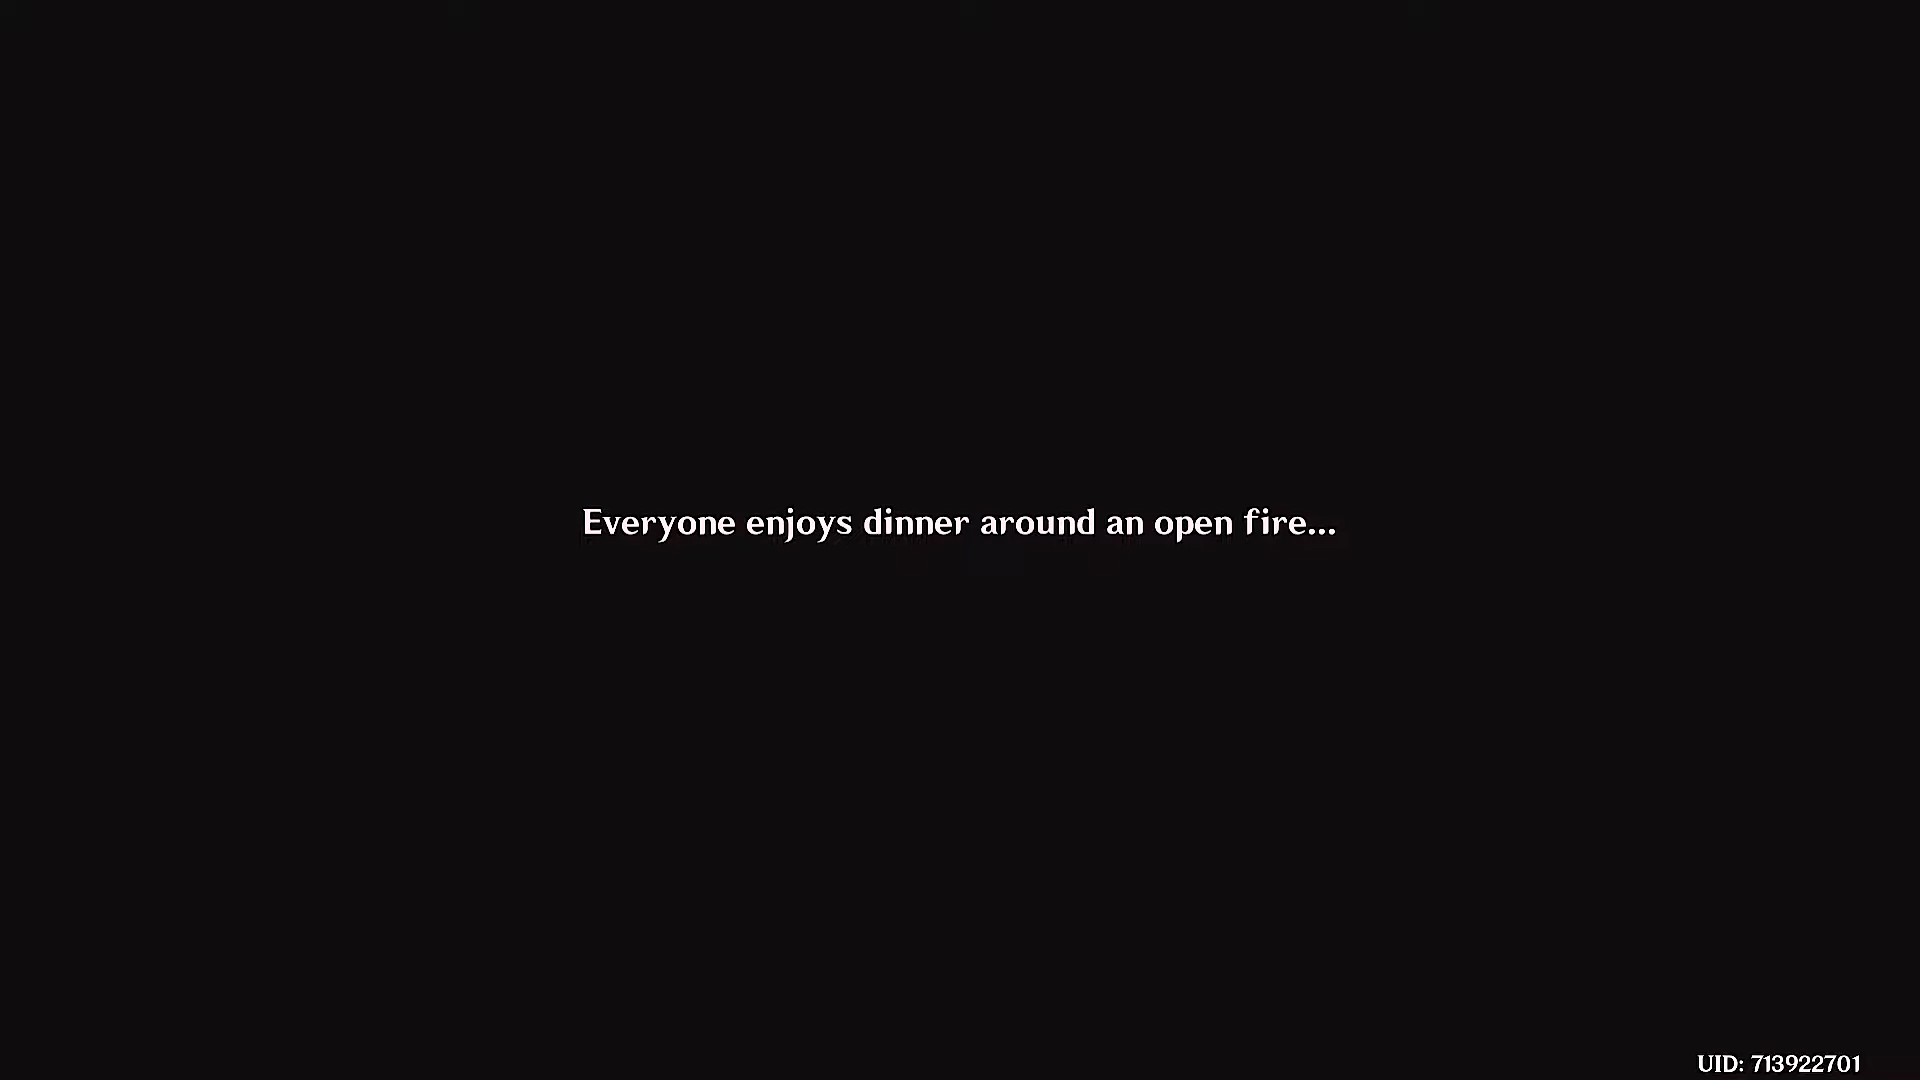 Everyone enjoys dinner around an open fire...
UID: 713922701